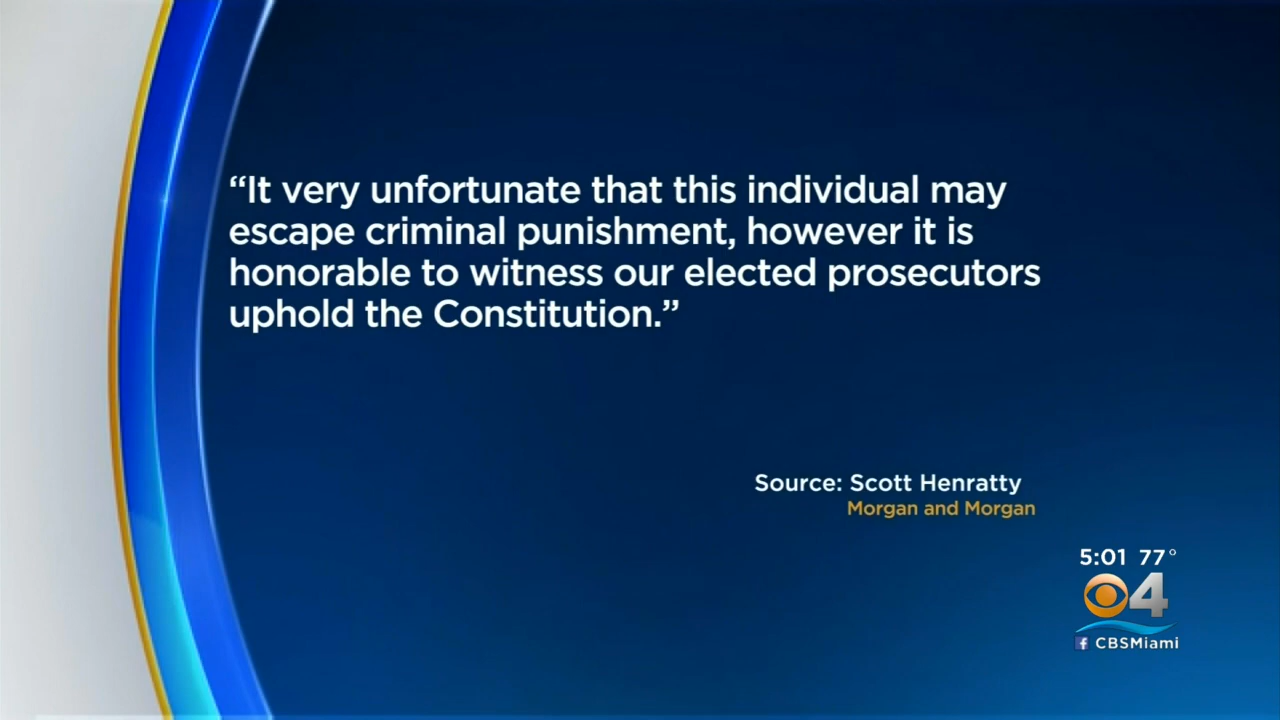 “It very unfortunate that this individual may
escape criminal punishment, however it is
honorable to witness our elected prosecutors
uphold the Constitution.”
Source: Scott Henratty
Morgan and Morgan
5:01 77°
4
f CBSMiami